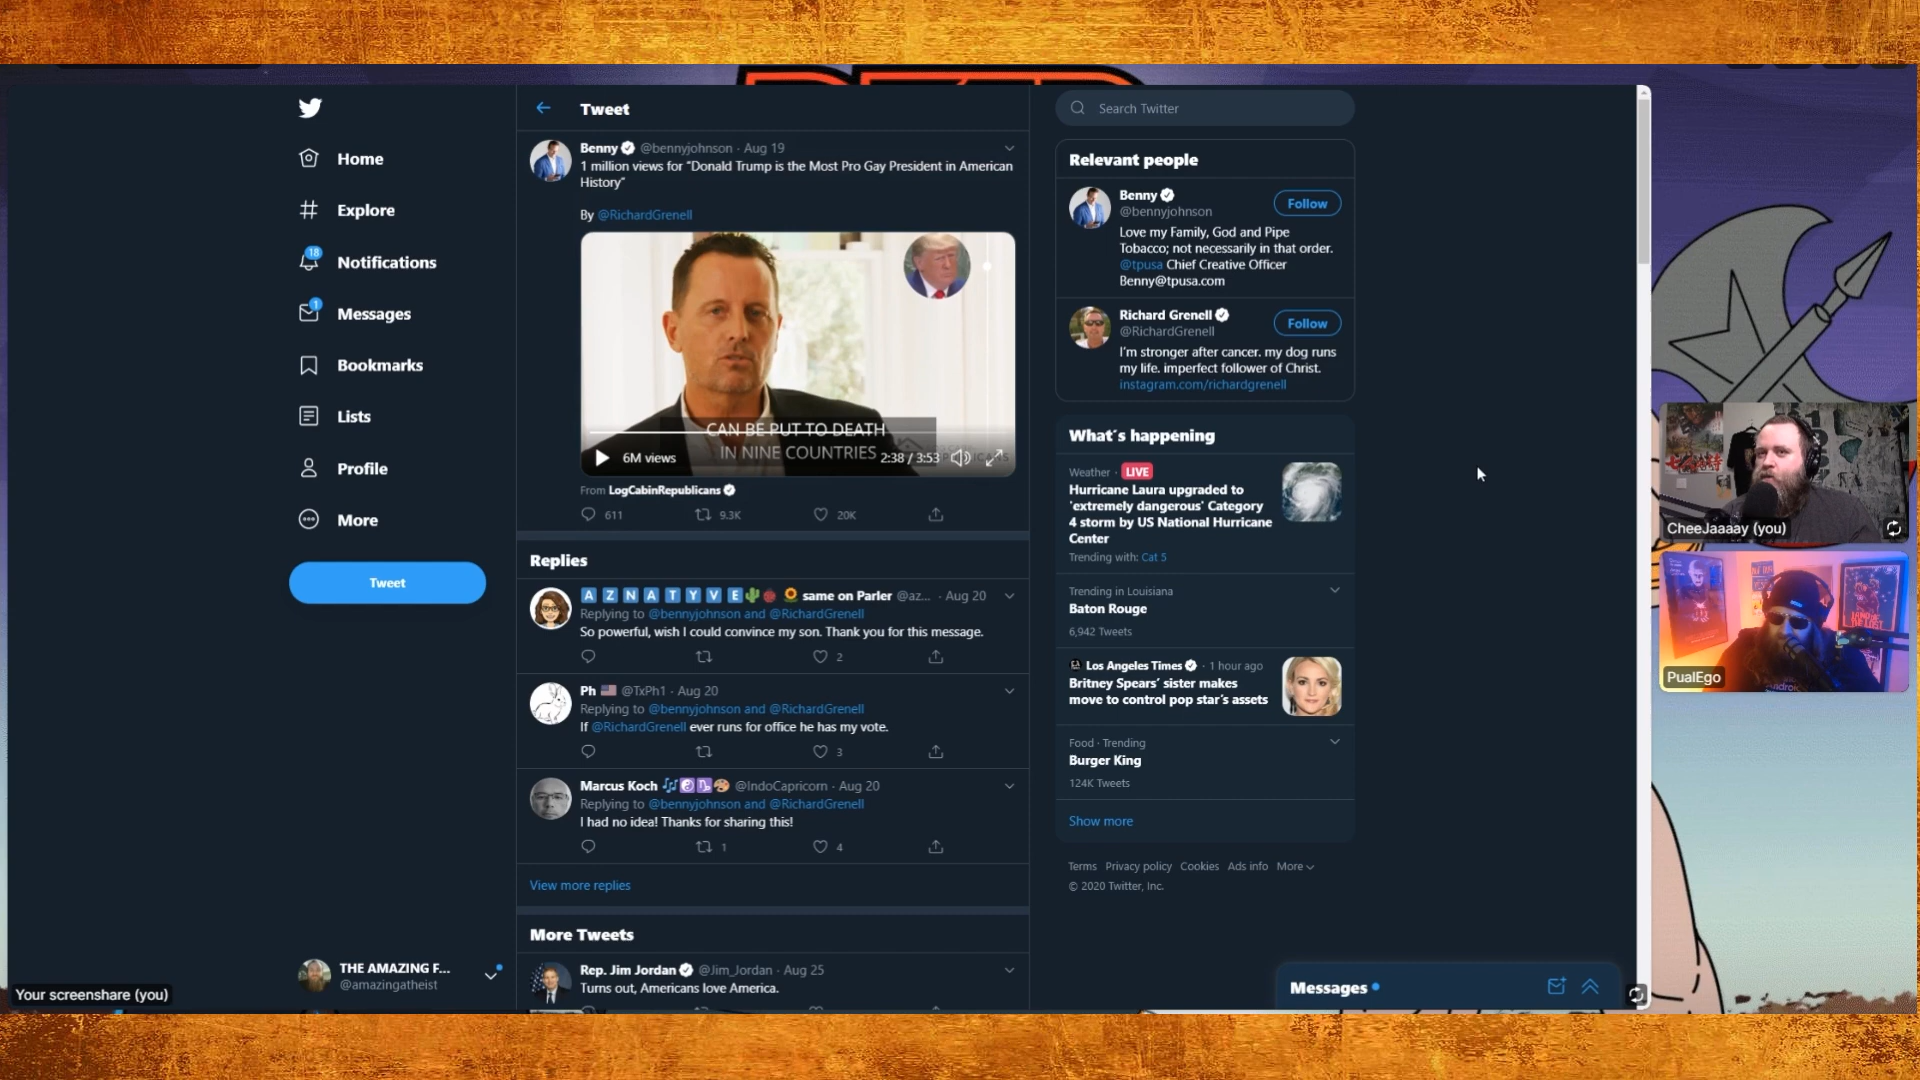 Home
Explore
18
Notifications
1
Messages
Bookmarks
Lists
Profile
More
Tweet
THE AMAZING F...
@amazingatheist
Your screenshare (you)
Tweet
Benny @bennyjohnson · Aug 19
1 million views for “Donald Trump is the Most Pro Gay President in American
History”
By @RichardGrenell
CAN BE PUT TO DEATH
IN NINE COUNTRIES
6M views
2:38 / 3:53
From LogCabinRepublicans
611
9.3K
20K
Replies
AZNATYVE same on Parler @az... · Aug 20
Replying to @bennyjohnson and @RichardGrenell
So powerful, wish I could convince my son. Thank you for this message.
2
Ph @TxPh1 · Aug 20
Replying to @bennyjohnson and @RichardGrenell
If @RichardGrenell ever runs for office he has my vote.
3
Marcus Koch @IndoCapricorn · Aug 20
Replying to @bennyjohnson and @RichardGrenell
I had no idea! Thanks for sharing this!
1
4
View more replies
More Tweets
Rep. Jim Jordan @Jim_Jordan · Aug 25
Turns out, Americans love America.
Search Twitter
Relevant people
Benny
@bennyjohnson
Follow
Love my Family, God and Pipe
Tobacco; not necessarily in that order.
@tpusa Chief Creative Officer
Benny@tpusa.com
Richard Grenell
@RichardGrenell
Follow
I’m stronger after cancer. my dog runs
my life. imperfect follower of Christ.
instagram.com/richardgrenell
What’s happening
Weather · LIVE
Hurricane Laura upgraded to
'extremely dangerous' Category
4 storm by US National Hurricane
Center
Trending with: Cat 5
Trending in Louisiana
Baton Rouge
6,942 Tweets
Los Angeles Times · 1 hour ago
Britney Spears’ sister makes
move to control pop star’s assets
Food · Trending
Burger King
124K Tweets
Show more
Terms Privacy policy Cookies Ads info More
© 2020 Twitter, Inc.
Messages
CheeJaaaay (you)
PualEgo